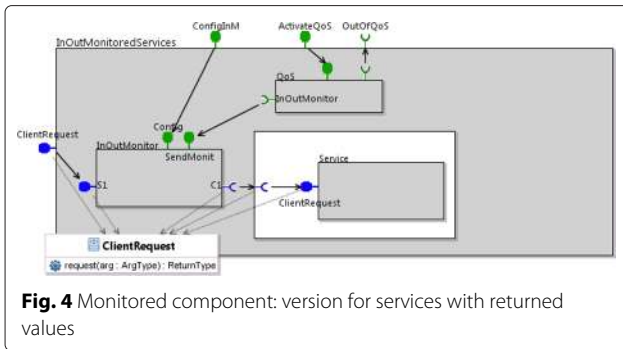 ConfigInM
ActivateQoS
OutOfQoS
InOutMonitoredServices
QoS
InOutMonitor
Config
ClientRequest
InOutMonitor
SendMonit
Service
S1
C1
ClientRequest
ClientRequest
request(arg : ArgType) : ReturnType
Fig. 4 Monitored component: version for services with returned
values